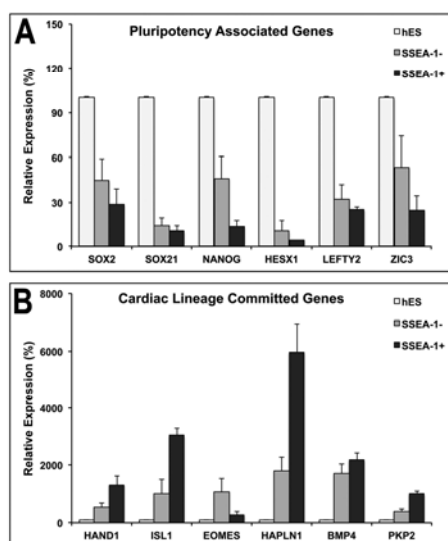 A
Pluripotency Associated Genes
hES
SSEA-1-
SSEA-1+
Relative Expression (%)
150
120
90
60
30
0
SOX2 SOX21 NANOG HESX1 LEFTY2 ZIC3
B
Cardiac Lineage Committed Genes
hES
SSEA-1-
SSEA-1+
Relative Expression (%)
8000
6000
4000
2000
0
HAND1 ISL1 EOMES HAPLN1 BMP4 PKP2